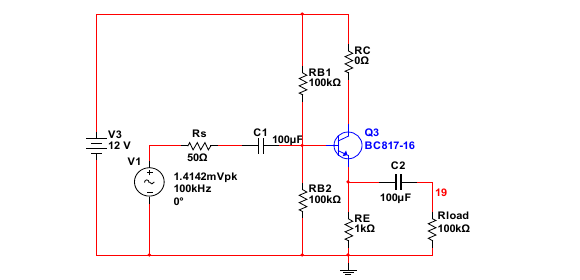 RC
0Ω
RB1
100kΩ
V3
12 V
Rs
50Ω
C1
100µF
Q3
BC817-16
V1
1.4142mVpk
100kHz
0°
C2
100µF
19
RB2
100kΩ
RE
1kΩ
Rload
100kΩ